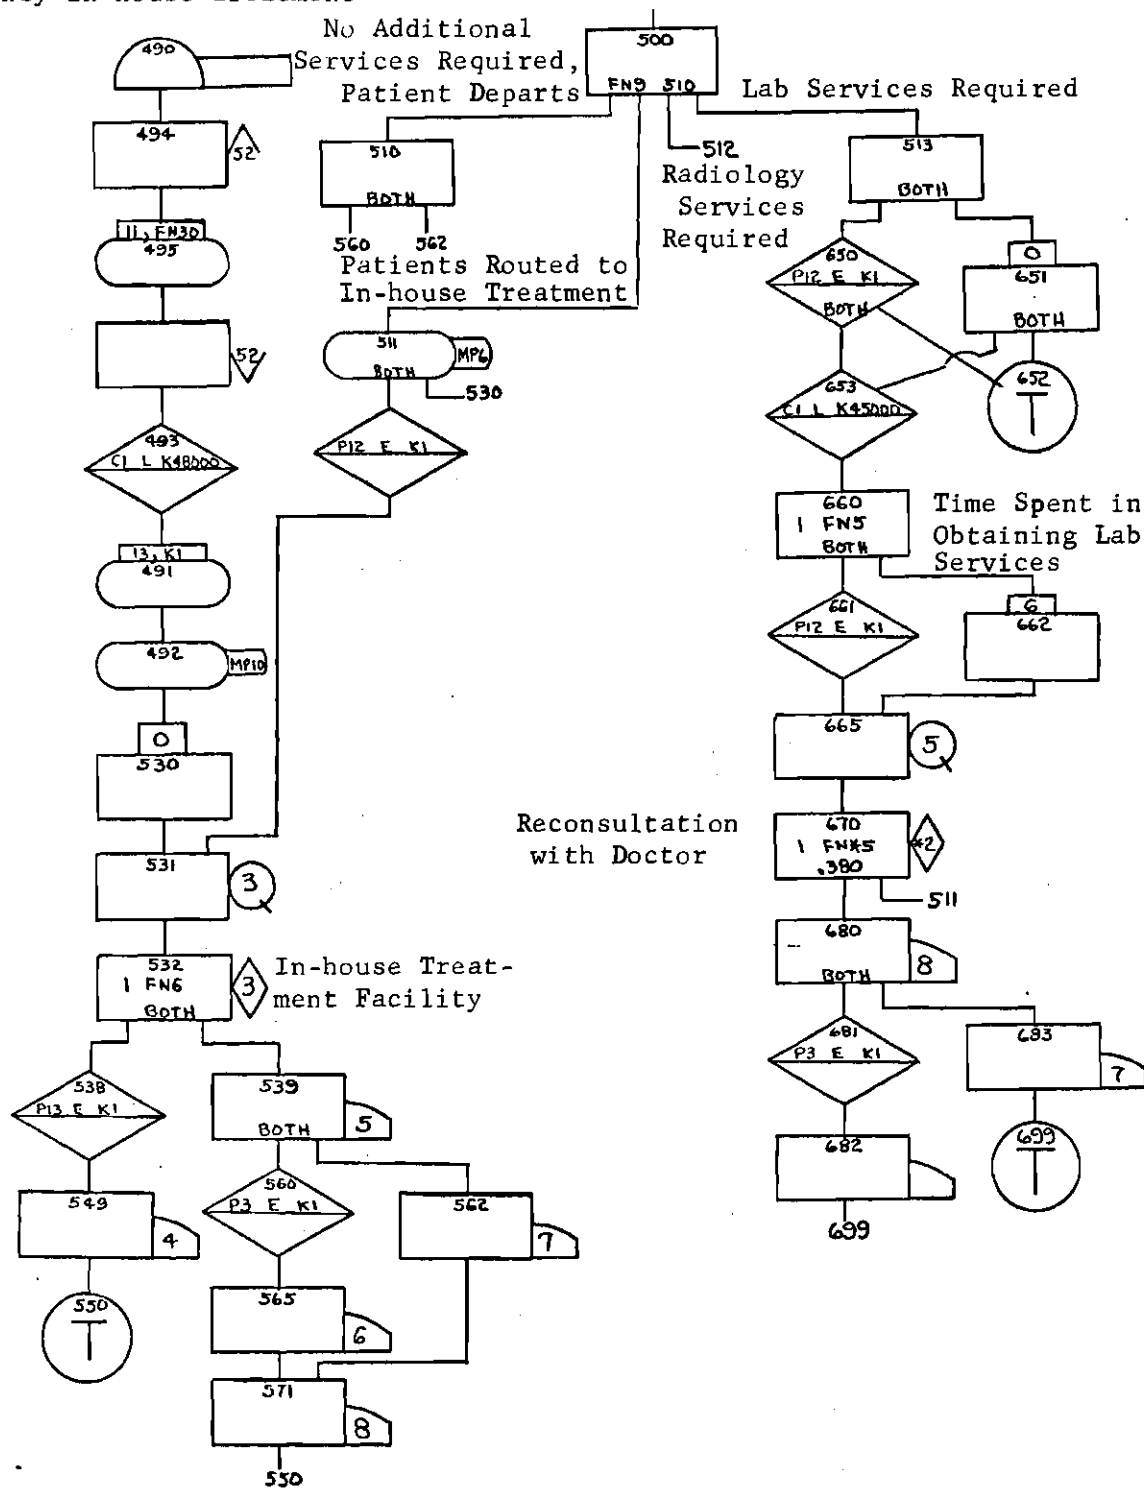 490
No Additional
Services Required,
Patient Departs
500
FN9 510
Lab Services Required
494
52
510
BOTH
560 562
512
Radiology
Services
Required
513
BOTH
11, FN30
495
Patients Routed to
In-house Treatment
650
P12 E K1
BOTH
0
651
BOTH
52
511
BOTH
MP6
530
653
C1 L K45000
652
T
493
C1 L K48000
P12 E K1
660
1 FN5
BOTH
Time Spent in
Obtaining Lab
Services
13, K1
491
661
P12 E K1
6
662
492
MP10
0
530
665
5
Reconsultation
with Doctor
670
1 FN*5
.380
*2
511
531
3
680
BOTH
8
532
1 FN6
BOTH
3
In-house Treat-
ment Facility
681
P3 E K1
683
7
538
P13 E K1
539
BOTH
5
682
699
T
549
4
560
P3 E K1
562
7
699
550
T
565
6
571
8
550